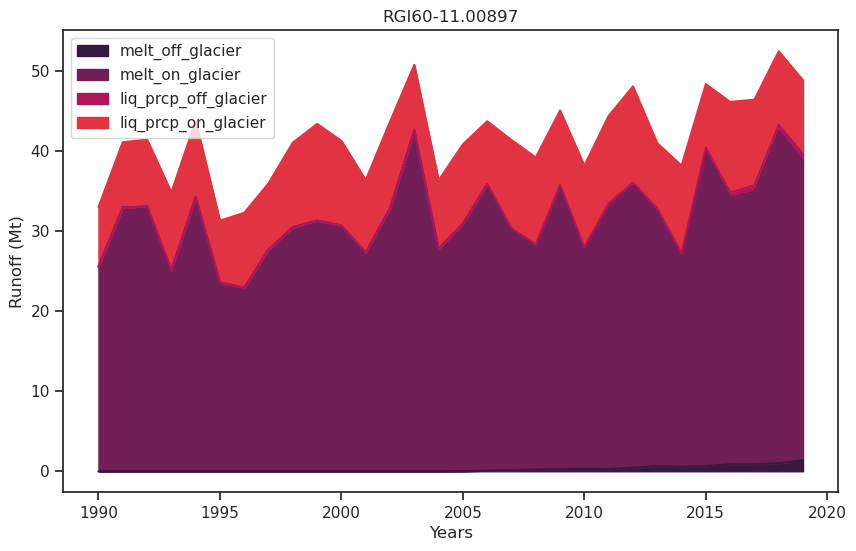 RGI60-11.00897
melt_off_glacier
melt_on_glacier
liq_prcp_off_glacier
liq_prcp_on_glacier
Runoff (Mt)
50
40
30
20
10
0
1990 1995 2000 2005 2010 2015 2020
Years